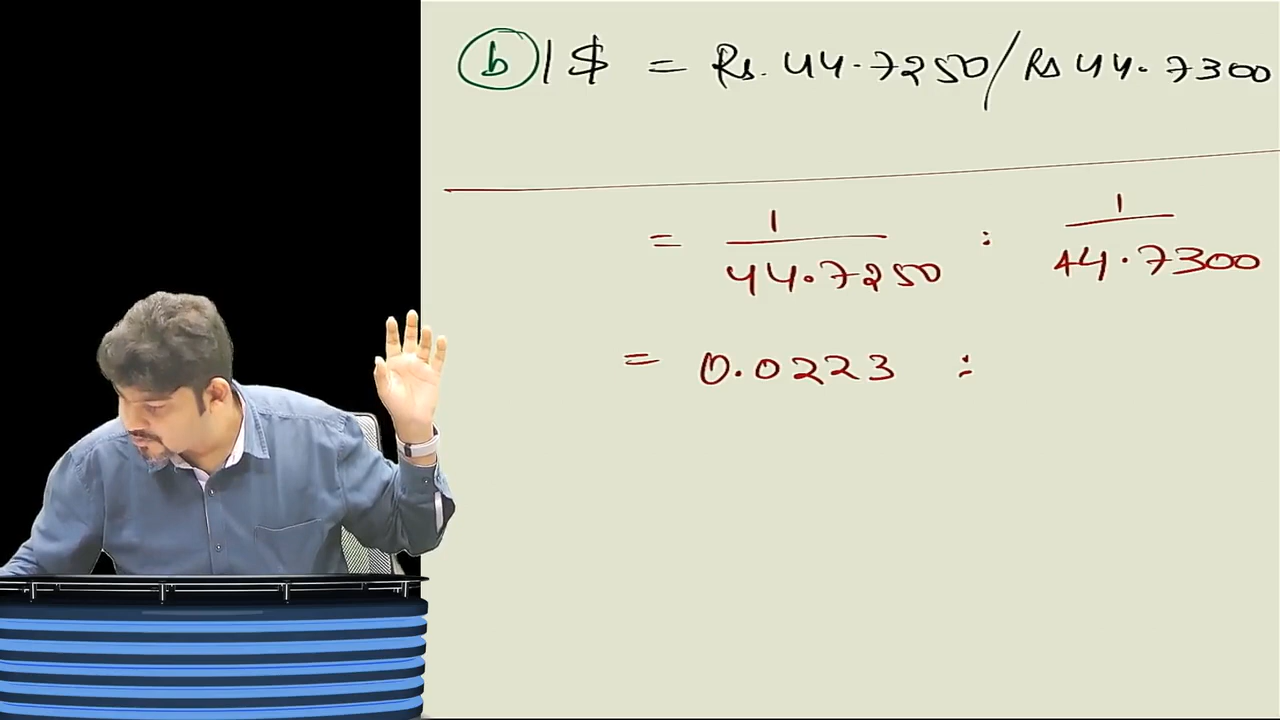 b 1 $ = Rs. 44.7250/Rs 44.7300
= 1/44.7250 : 1/44.7300
= 0.0223 :